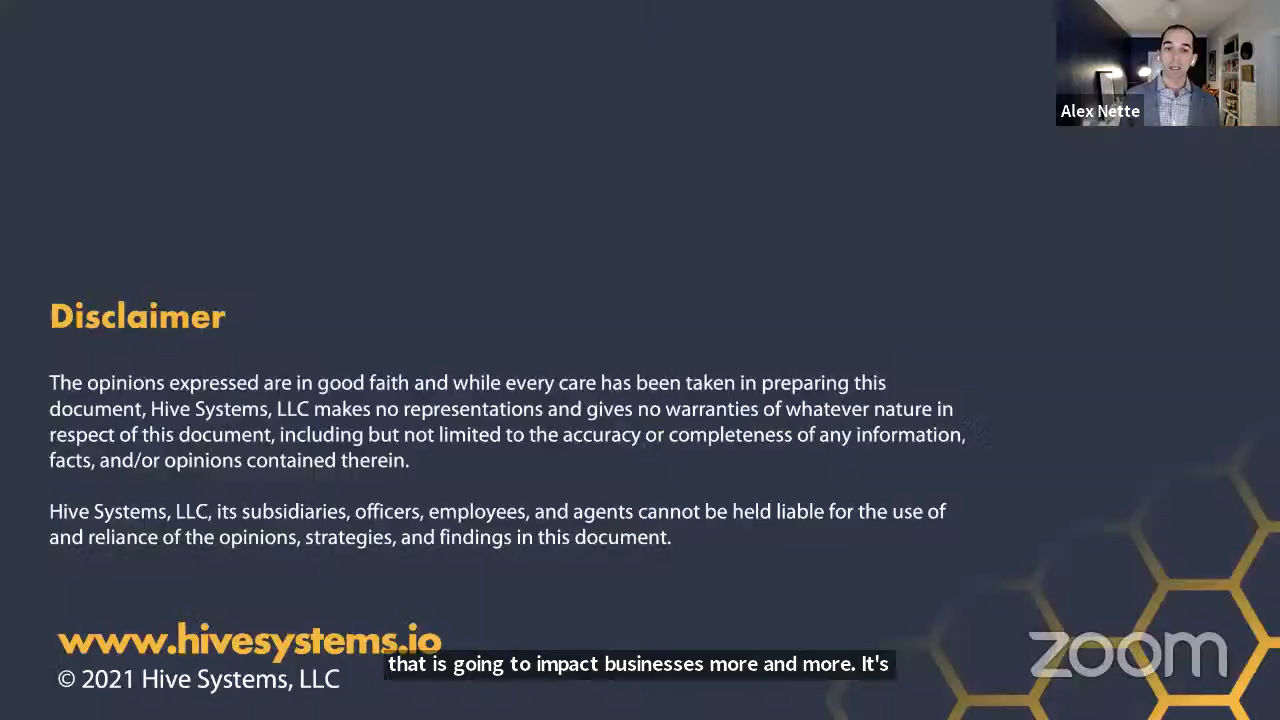 Alex Nette
Disclaimer
The opinions expressed are in good faith and while every care has been taken in preparing this
document, Hive Systems, LLC makes no representations and gives no warranties of whatever nature in
respect of this document, including but not limited to the accuracy or completeness of any information,
facts, and/or opinions contained therein.
Hive Systems, LLC, its subsidiaries, officers, employees, and agents cannot be held liable for the use of
and reliance of the opinions, strategies, and findings in this document.
www.hivesystems.io
that is going to impact businesses more and more. It's
© 2021 Hive Systems, LLC
zoom